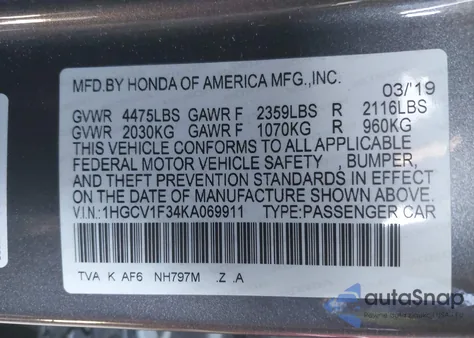 MFD.BY HONDA OF AMERICA MFG.,INC. 03/'19
GVWR 4475LBS GAWR F 2359LBS R 2116LBS
GVWR 2030KG GAWR F 1070KG R 960KG
THIS VEHICLE CONFORMS TO ALL APPLICABLE
FEDERAL MOTOR VEHICLE SAFETY , BUMPER,
AND THEFT PREVENTION STANDARDS IN EFFECT
ON THE DATE OF MANUFACTURE SHOWN ABOVE.
V.I.N.: 1HGCV1F34KA069911 TYPE:PASSENGER CAR
TVA K AF6 NH797M .Z .A
autoSnap